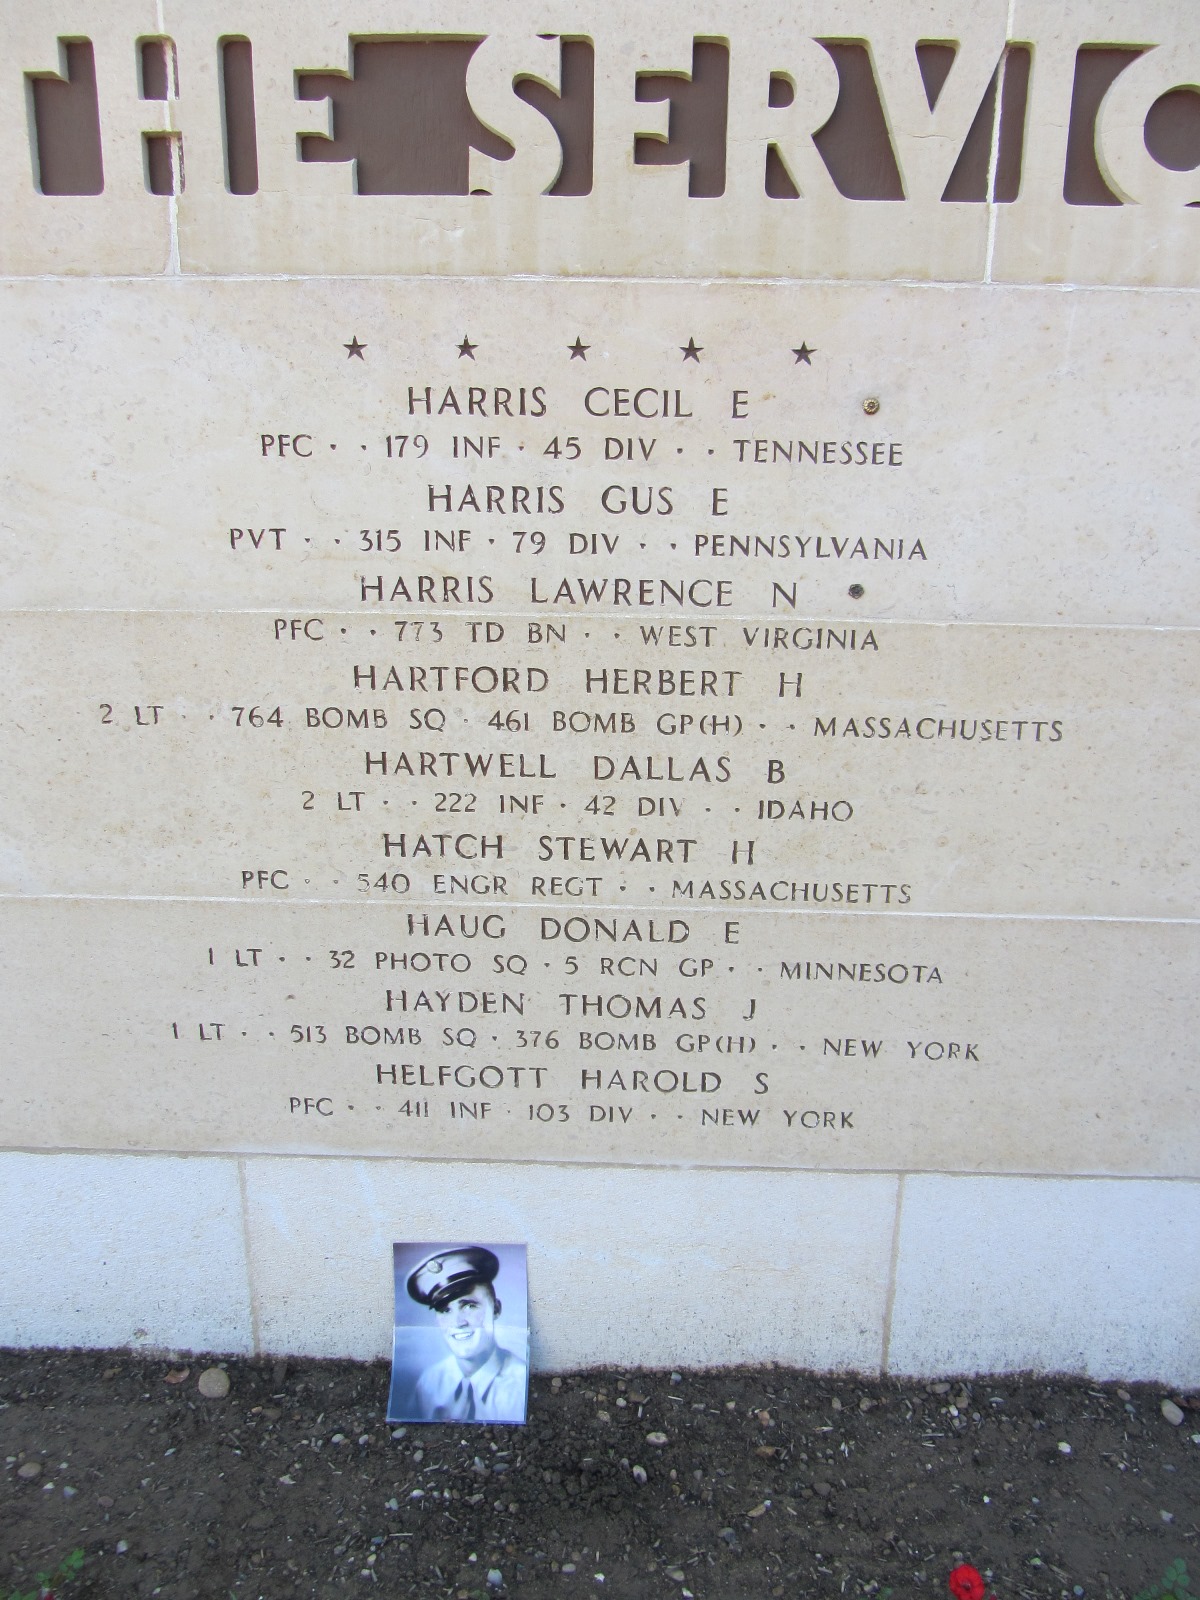 THE SERVIC
★ ★ ★ ★ ★
HARRIS CECIL E
PFC · · 179 INF · 45 DIV · · TENNESSEE
HARRIS GUS E
PVT · · 315 INF · 79 DIV · · PENNSYLVANIA
HARRIS LAWRENCE N
PFC · · 773 TD BN · · WEST VIRGINIA
HARTFORD HERBERT H
2 LT · · 764 BOMB SQ · 461 BOMB GP(H) · · MASSACHUSETTS
HARTWELL DALLAS B
2 LT · · 222 INF · 42 DIV · · IDAHO
HATCH STEWART H
PFC · · 540 ENGR REGT · · MASSACHUSETTS
HAUG DONALD E
1 LT · · 32 PHOTO SQ · 5 RCN GP · · MINNESOTA
HAYDEN THOMAS J
1 LT · · 513 BOMB SQ · 376 BOMB GP(H) · · NEW YORK
HELFGOTT HAROLD S
PFC · · 411 INF · 103 DIV · · NEW YORK